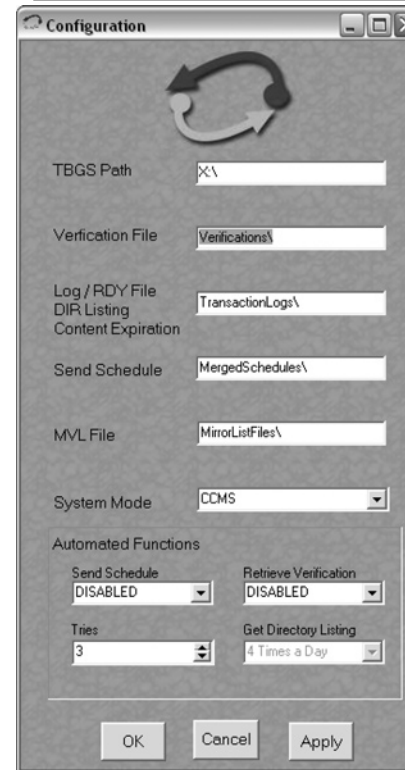 Configuration
TBGS Path
X:\
Verfication File
Verifications\
Log / RDY File
DIR Listing
Content Expiration
TransactionLogs\
Send Schedule
MergedSchedules\
MVL File
MirrorListFiles\
System Mode
CCMS
Automated Functions
Send Schedule
Retrieve Verification
DISABLED
DISABLED
Tries
Get Directory Listing
3
4 Times a Day
OK
Cancel
Apply